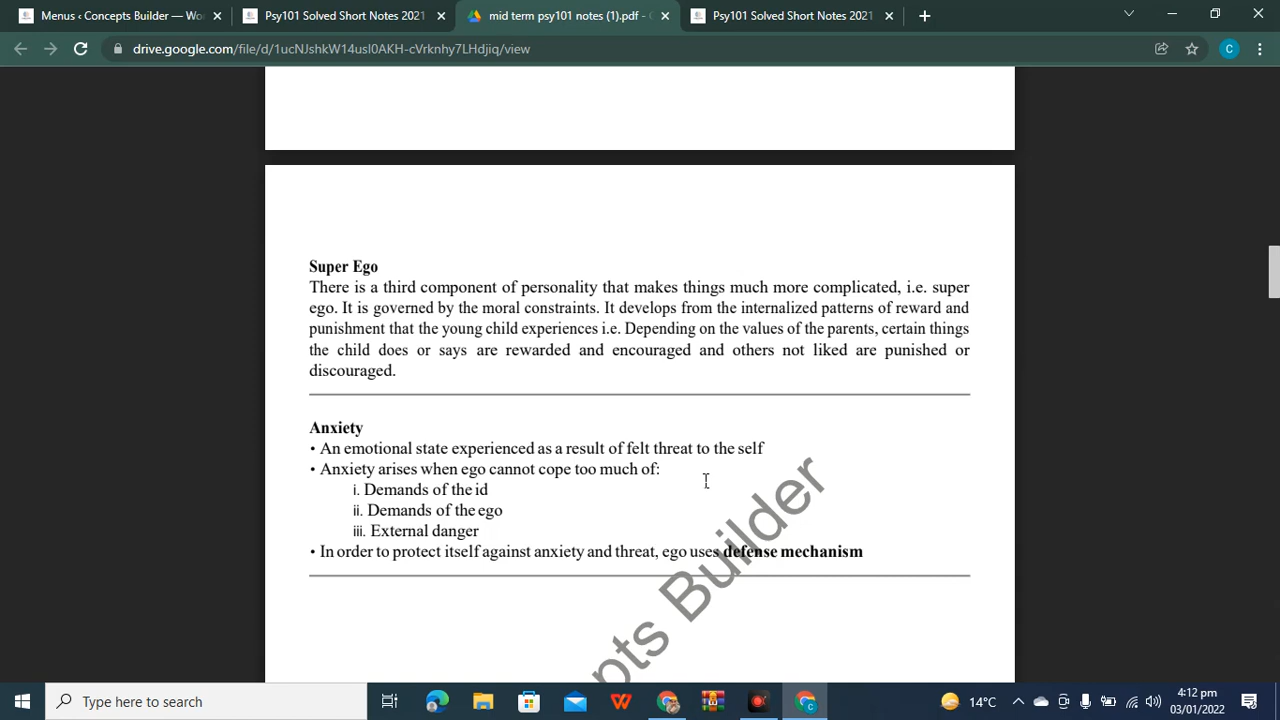 Menus ‹ Concepts Builder — Wo
Psy101 Solved Short Notes 2021
mid term psy101 notes (1).pdf - G
Psy101 Solved Short Notes 2021
drive.google.com/file/d/1ucNJshkW14usl0AKH-cVrknhy7LHdjiq/view
C
Super Ego
There is a third component of personality that makes things much more complicated, i.e. super
ego. It is governed by the moral constraints. It develops from the internalized patterns of reward and
punishment that the young child experiences i.e. Depending on the values of the parents, certain things
the child does or says are rewarded and encouraged and others not liked are punished or
discouraged.
Anxiety
• An emotional state experienced as a result of felt threat to the self
• Anxiety arises when ego cannot cope too much of:
i. Demands of the id
ii. Demands of the ego
iii. External danger
• In order to protect itself against anxiety and threat, ego uses defense mechanism
pts Builder
Type here to search
14°C
4:12 pm
03/01/2022